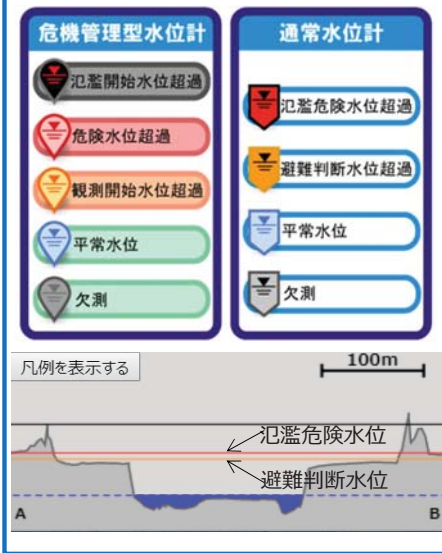 危機管理型水位計
氾濫開始水位超過
危険水位超過
観測開始水位超過
平常水位
欠測
通常水位計
氾濫危険水位超過
避難判断水位超過
平常水位
欠測
凡例を表示する
100m
氾濫危険水位
避難判断水位
A
B